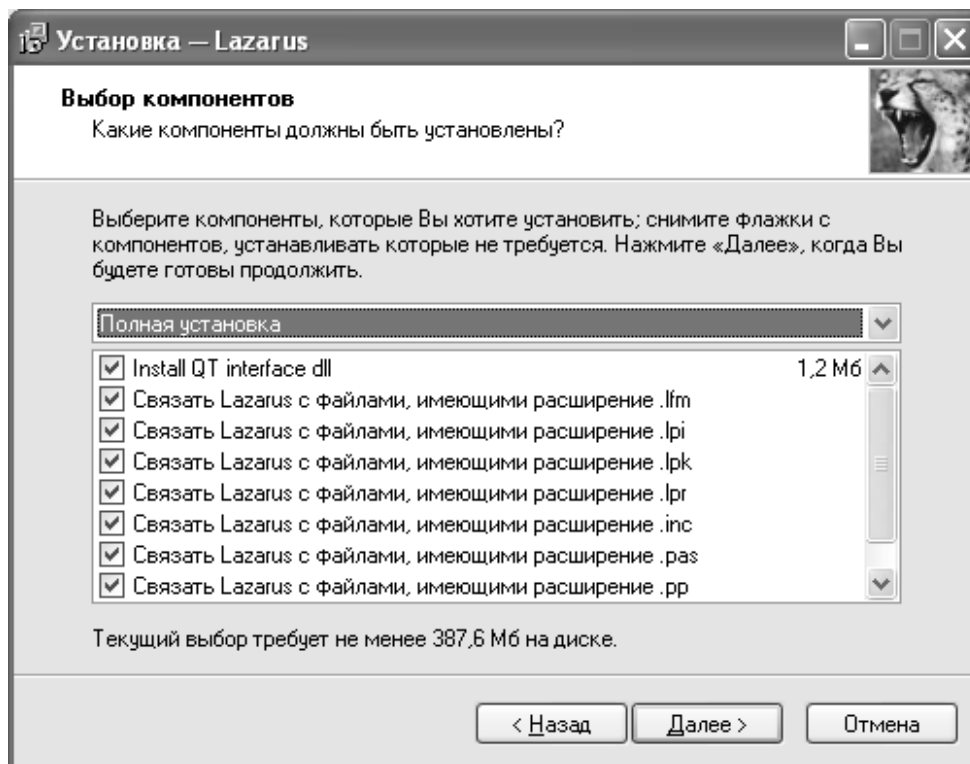 Установка — Lazarus
Выбор компонентов
Какие компоненты должны быть установлены?
Выберите компоненты, которые Вы хотите установить; снимите флажки с
компонентов, устанавливать которые не требуется. Нажмите «Далее», когда Вы
будете готовы продолжить.
Полная установка
Install QT interface dll 1,2 Мб
Связать Lazarus с файлами, имеющими расширение .lfm
Связать Lazarus с файлами, имеющими расширение .lpi
Связать Lazarus с файлами, имеющими расширение .lpk
Связать Lazarus с файлами, имеющими расширение .lpr
Связать Lazarus с файлами, имеющими расширение .inc
Связать Lazarus с файлами, имеющими расширение .pas
Связать Lazarus с файлами, имеющими расширение .pp
Текущий выбор требует не менее 387,6 Мб на диске.
< Назад Далее > Отмена